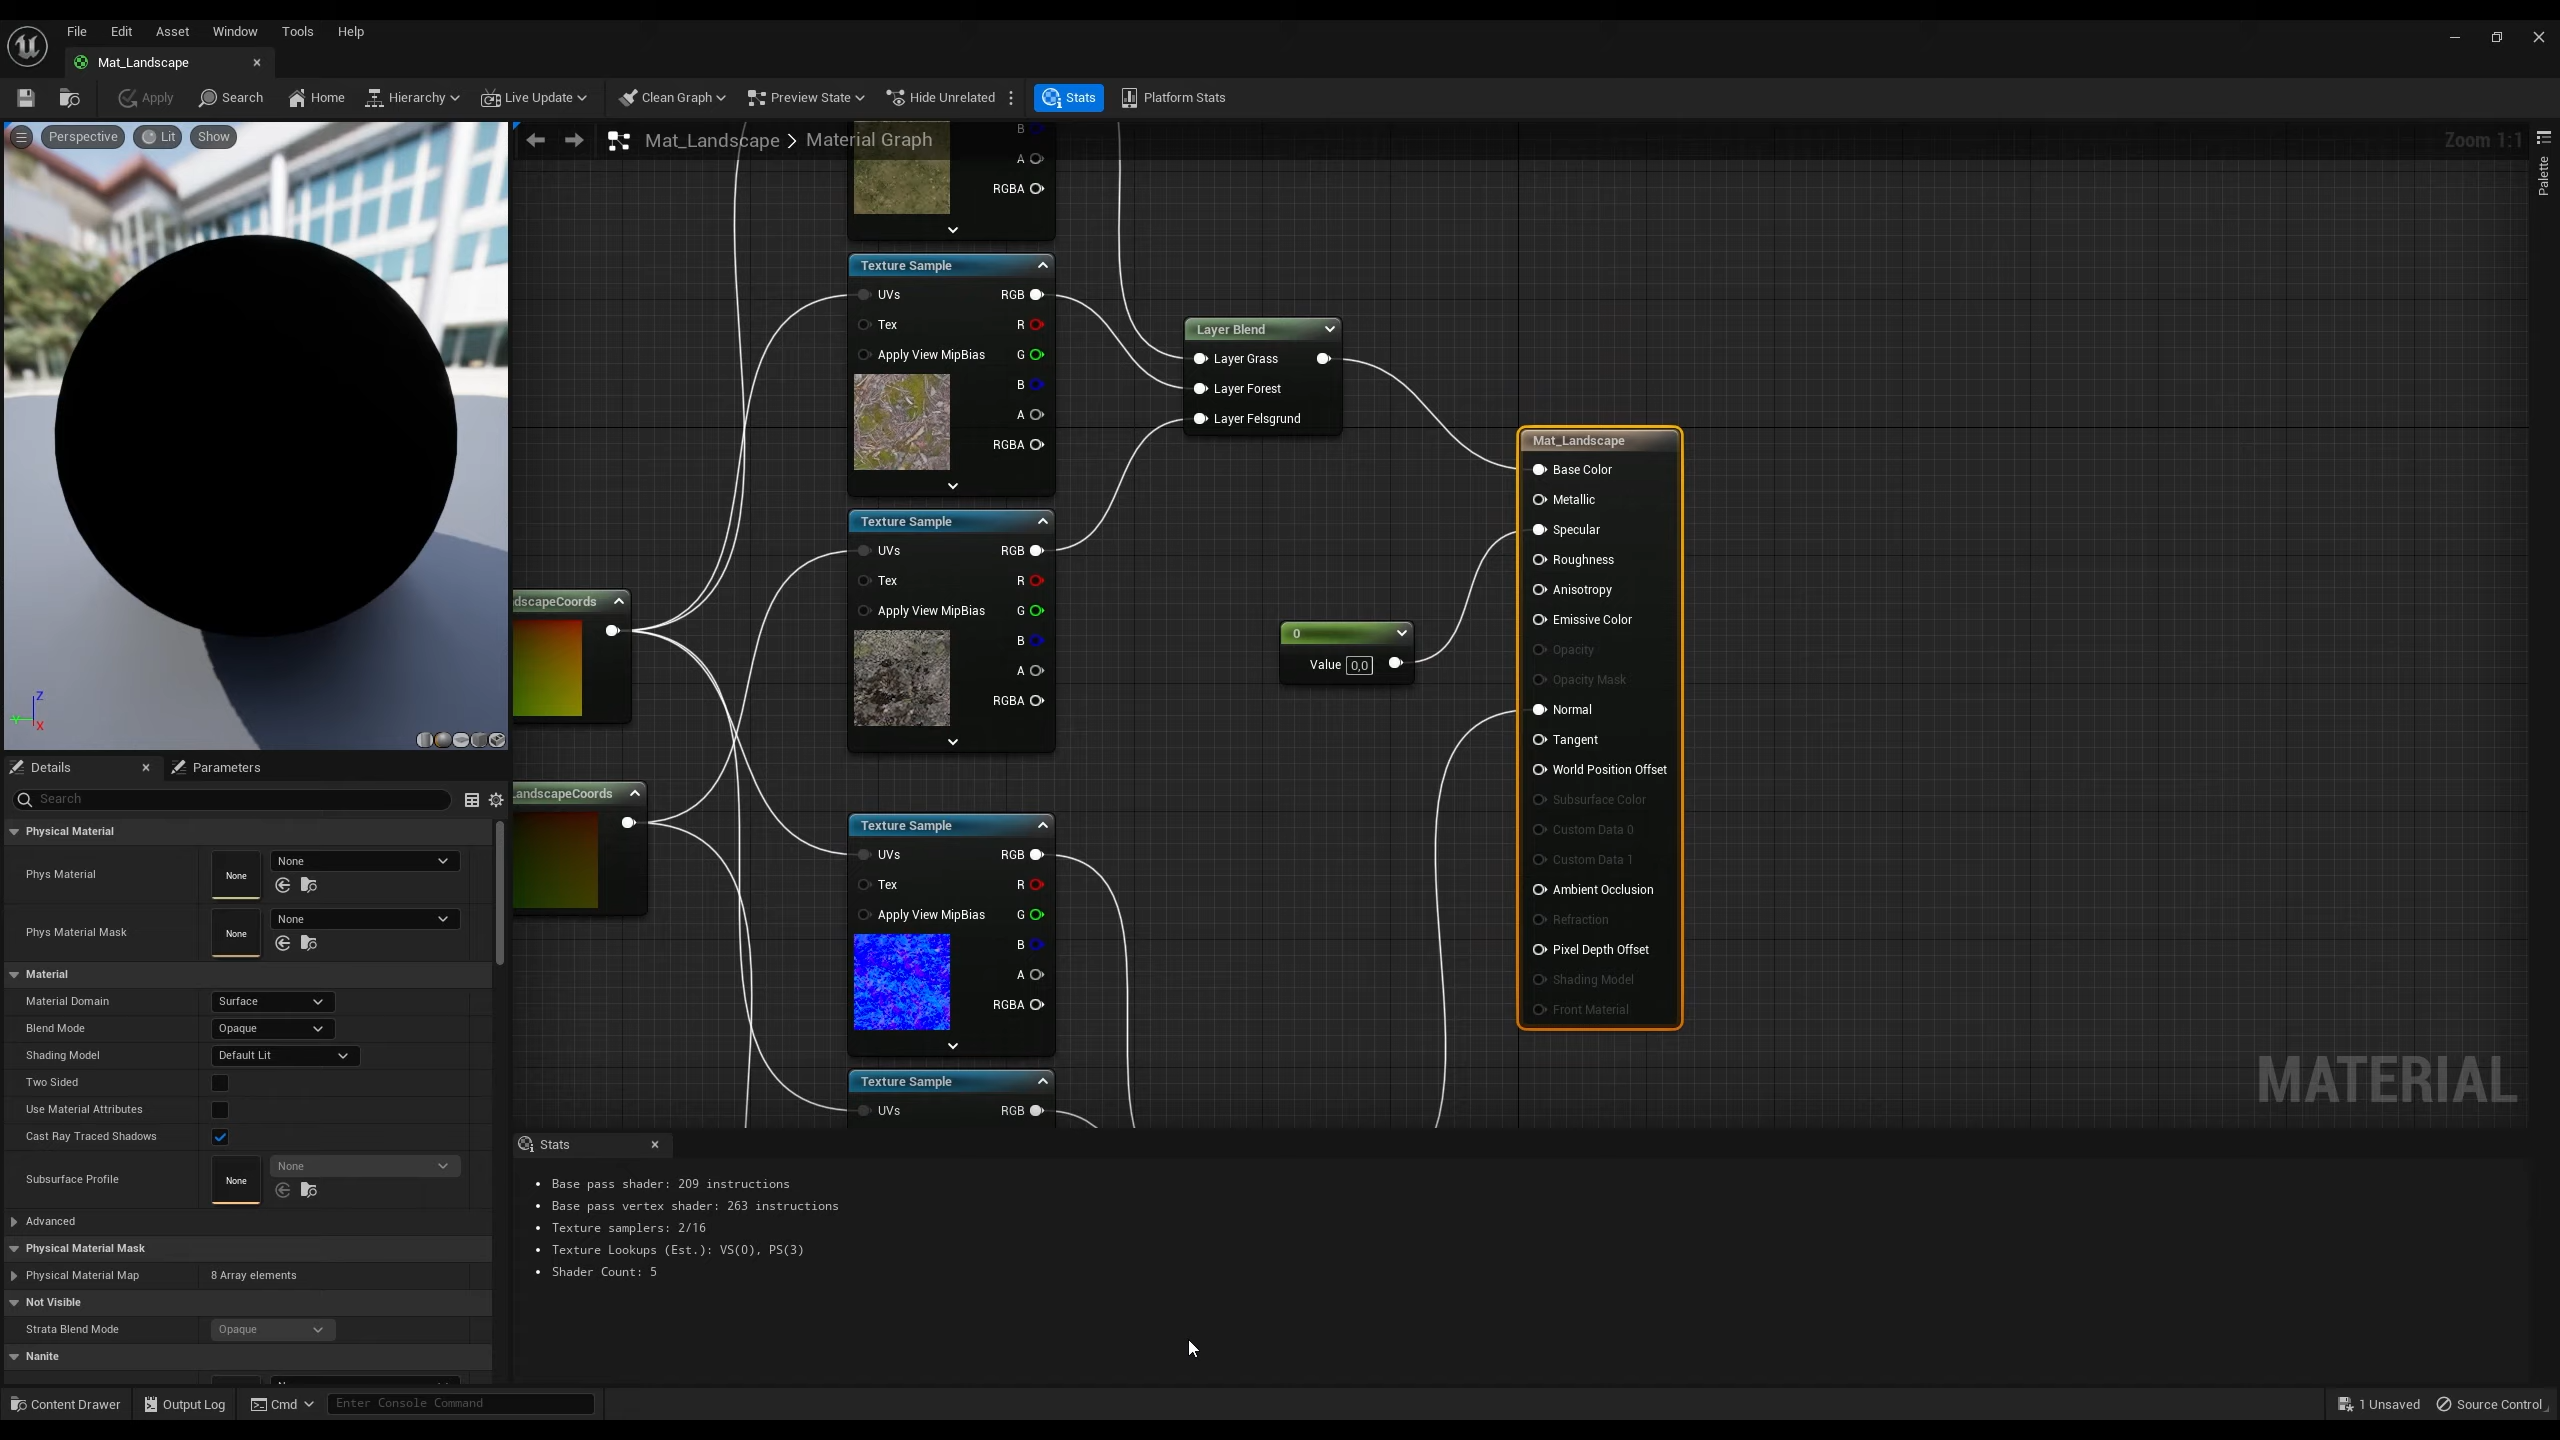 File Edit Asset Window Tools Help
Mat_Landscape
Apply Search Home Hierarchy Live Update Clean Graph Preview State Hide Unrelated Stats Platform Stats
Perspective Lit Show
Mat_Landscape > Material Graph
Zoom 1:1
Palette
B
A
RGBA
Texture Sample
UVs RGB
Tex R
Apply View MipBias G
B
A
RGBA
Layer Blend
Layer Grass
Layer Forest
Layer Felsgrund
Texture Sample
UVs RGB
Tex R
Apply View MipBias G
B
A
RGBA
dscapeCoords
LandscapeCoords
0
Value 0,0
Texture Sample
UVs RGB
Tex R
Apply View MipBias G
B
A
RGBA
Texture Sample
UVs RGB
Mat_Landscape
Base Color
Metallic
Specular
Roughness
Anisotropy
Emissive Color
Opacity
Opacity Mask
Normal
Tangent
World Position Offset
Subsurface Color
Custom Data 0
Custom Data 1
Ambient Occlusion
Refraction
Pixel Depth Offset
Shading Model
Front Material
MATERIAL
Z
Y
X
Details Parameters
Search
Physical Material
Phys Material None None
Phys Material Mask None None
Material
Material Domain Surface
Blend Mode Opaque
Shading Model Default Lit
Two Sided
Use Material Attributes
Cast Ray Traced Shadows
Subsurface Profile None None
Advanced
Physical Material Mask
Physical Material Map 8 Array elements
Not Visible
Strata Blend Mode Opaque
Nanite
Stats
• Base pass shader: 209 instructions
• Base pass vertex shader: 263 instructions
• Texture samplers: 2/16
• Texture Lookups (Est.): VS(0), PS(3)
• Shader Count: 5
Content Drawer Output Log Cmd Enter Console Command 1 Unsaved Source Control